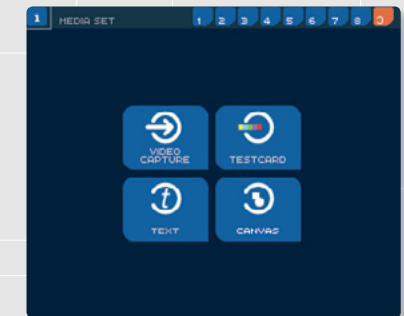 1 MEDIA SET 1 2 3 4 5 6 7 8
VIDEO
CAPTURE
TESTCARD
TEXT
CANVAS